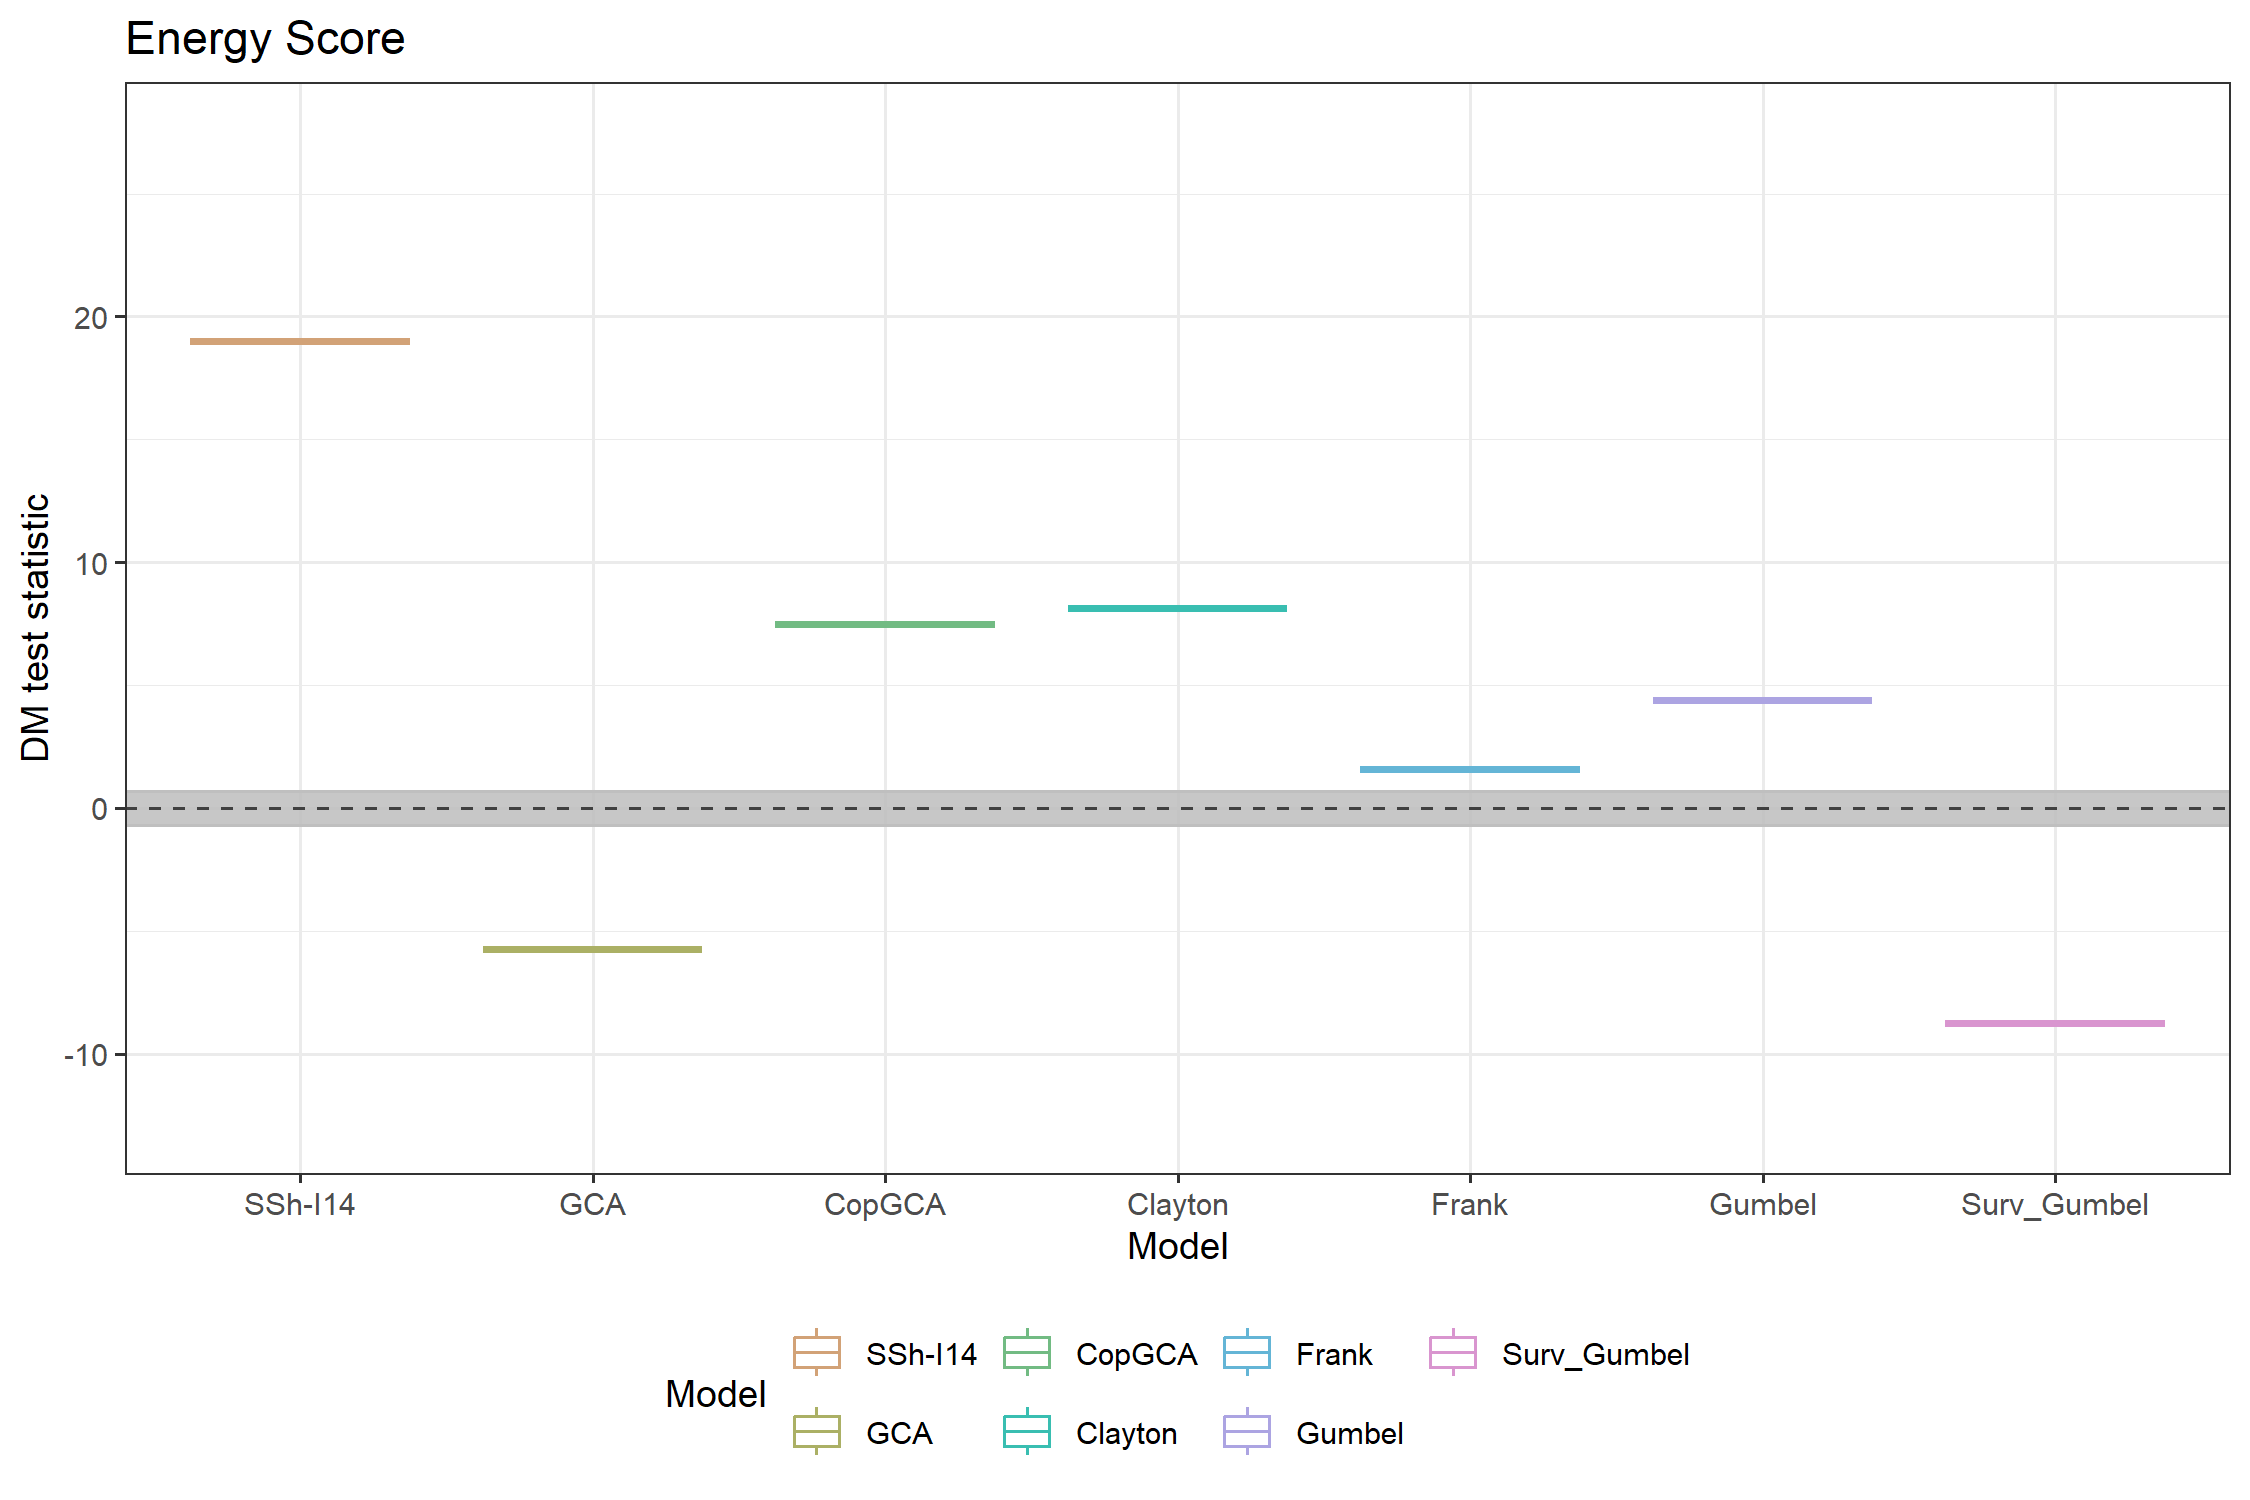 Energy Score
DM test statistic
20
10
0
-10
SSh-I14 GCA CopGCA Clayton Frank Gumbel Surv_Gumbel
Model
Model
SSh-I14 CopGCA Frank Surv_Gumbel
GCA Clayton Gumbel